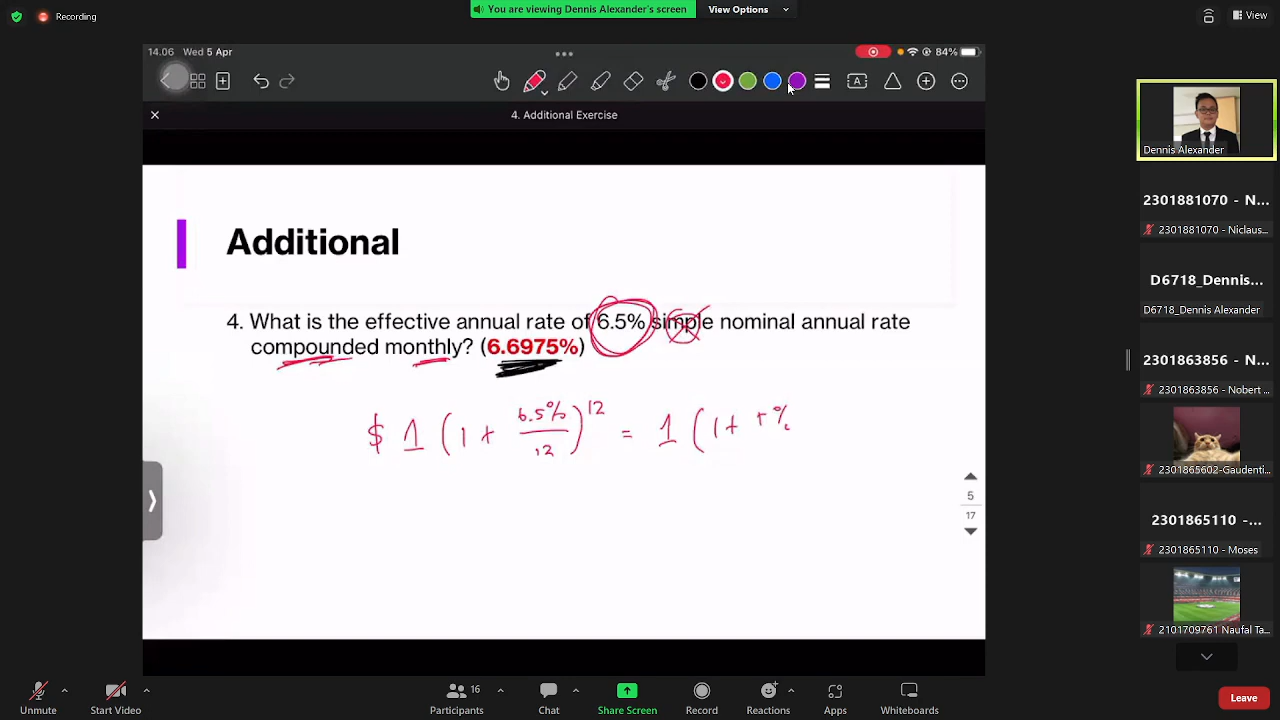 Recording
You are viewing Dennis Alexander's screen
View Options
View
14.06 Wed 5 Apr
84%
4. Additional Exercise
Additional
4. What is the effective annual rate of 6.5% simple nominal annual rate
compounded monthly? (6.6975%)
$ 1 (1 + 6.5%/12)^12 = 1 (1 + r%
5
17
Dennis Alexander
2301881070 - N...
2301881070 - Niclaus...
D6718_Dennis...
D6718_Dennis Alexander
2301863956 - N...
2301863956 - Nobert ...
2301865602-Gaudenti...
2301865110 -...
2301865110 - Moses
2101709761 Naufal Ta...
Unmute
Start Video
16
Participants
Chat
Share Screen
Record
Reactions
Apps
Whiteboards
Leave